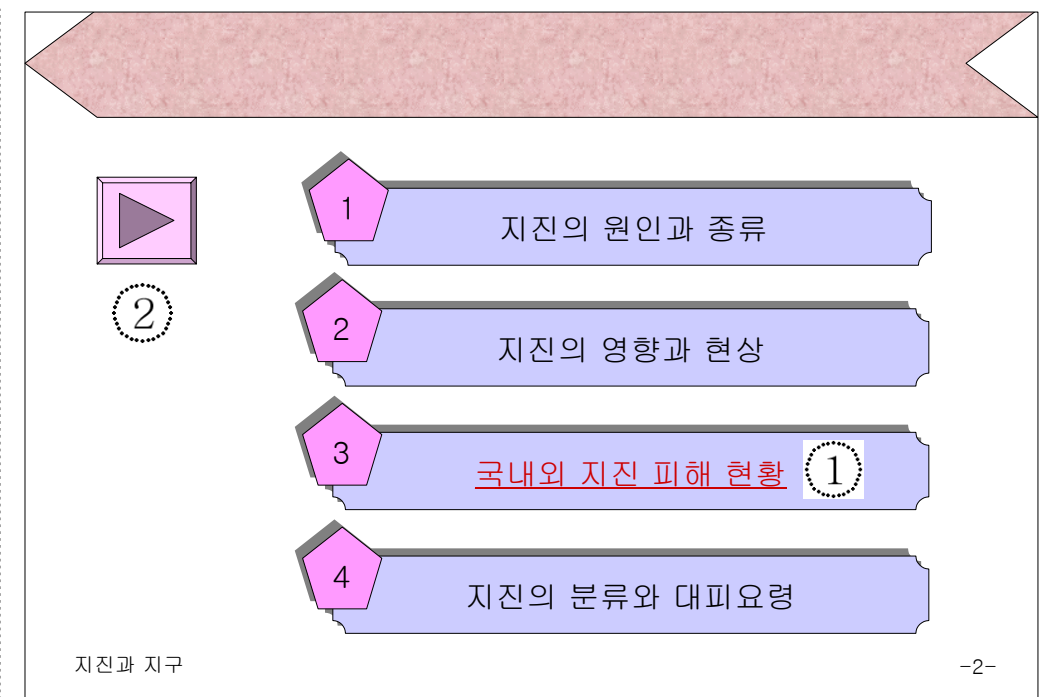 1 지진의 원인과 종류
②
2 지진의 영향과 현상
3 국내외 지진 피해 현황 ①
4 지진의 분류와 대피요령
지진과 지구 -2-